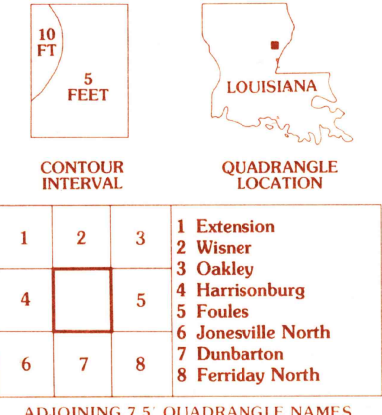 10
FT
5
FEET
CONTOUR
INTERVAL
LOUISIANA
QUADRANGLE
LOCATION
1 2 3
4 5
6 7 8
1 Extension
2 Wisner
3 Oakley
4 Harrisonburg
5 Foules
6 Jonesville North
7 Dunbarton
8 Ferriday North
ADJOINING 7.5' QUADRANGLE NAMES